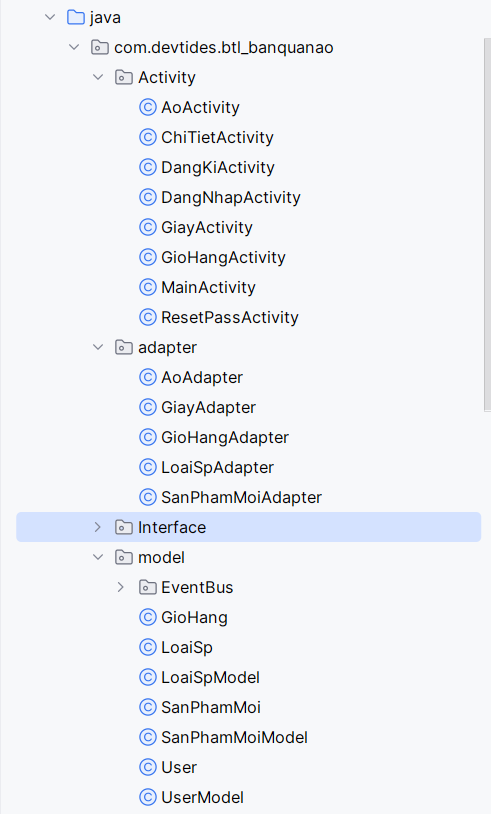 java
com.devtides.btl_banquanao
Activity
AoActivity
ChiTietActivity
DangKiActivity
DangNhapActivity
GiayActivity
GioHangActivity
MainActivity
ResetPassActivity
adapter
AoAdapter
GiayAdapter
GioHangAdapter
LoaiSpAdapter
SanPhamMoiAdapter
Interface
model
EventBus
GioHang
LoaiSp
LoaiSpModel
SanPhamMoi
SanPhamMoiModel
User
UserModel